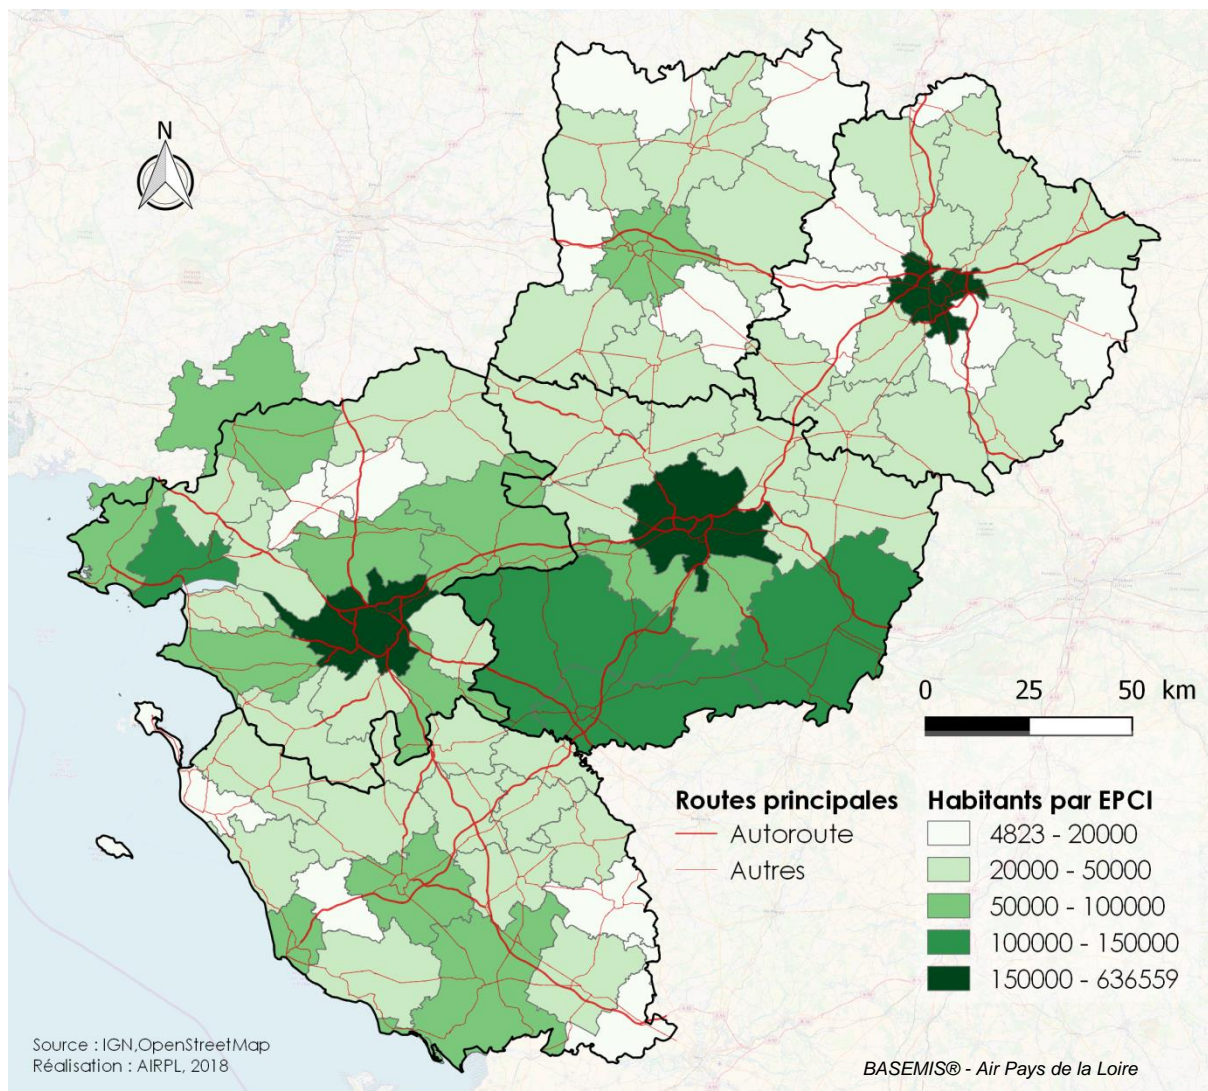 N
0 25 50 km
Routes principales
Autoroute
Autres
Habitants par EPCI
4823 - 20000
20000 - 50000
50000 - 100000
100000 - 150000
150000 - 636559
Source : IGN,OpenStreetMap
Réalisation : AIRPL, 2018
BASEMIS® - Air Pays de la Loire